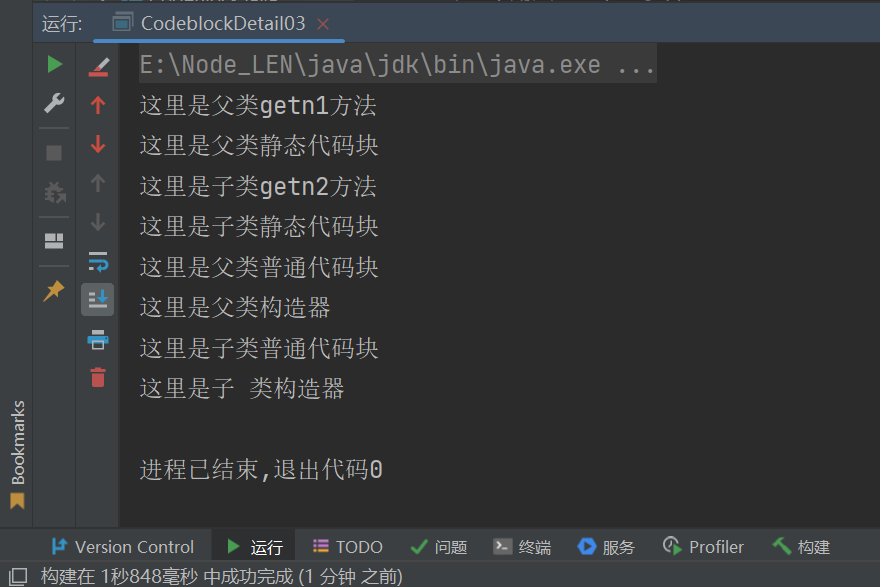 运行: CodeblockDetail03
E:\Node_LEN\java\jdk\bin\java.exe ...
这里是父类getn1方法
这里是父类静态代码块
这里是子类getn2方法
这里是子类静态代码块
这里是父类普通代码块
这里是父类构造器
这里是子类普通代码块
这里是子 类构造器
进程已结束,退出代码0
Bookmarks
Version Control 运行 TODO 问题 终端 服务 Profiler 构建
构建在 1秒848毫秒 中成功完成 (1 分钟 之前)